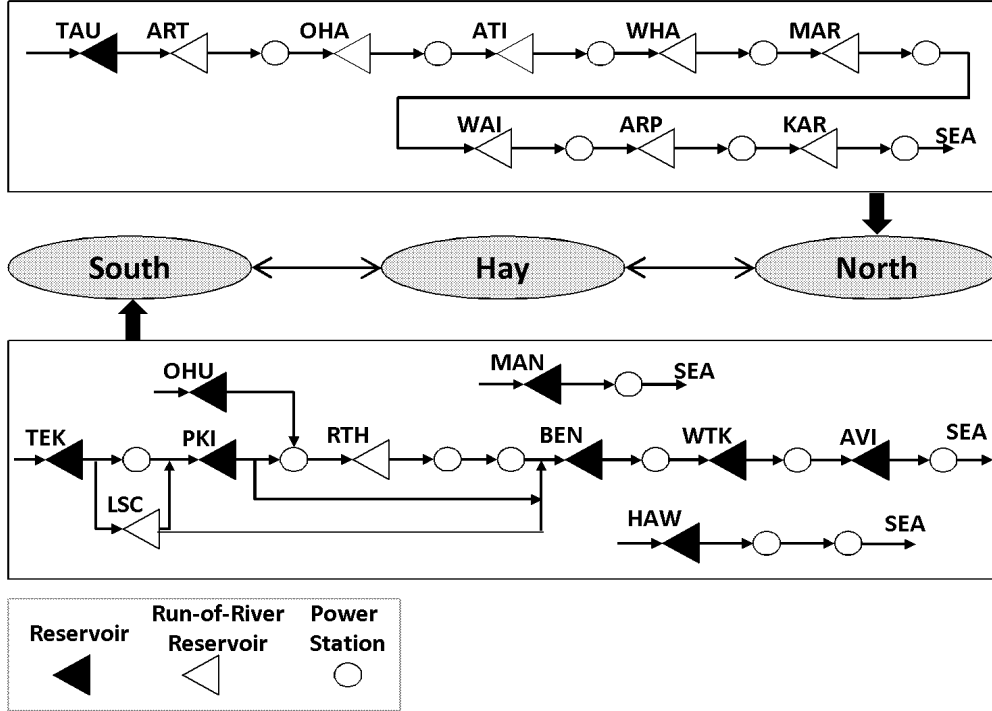 TAU ART OHA ATI WHA MAR
WAI ARP KAR SEA
South Hay North
OHU MAN SEA
TEK PKI RTH BEN WTK AVI SEA
LSC
HAW SEA
Reservoir Run-of-River Reservoir Power Station